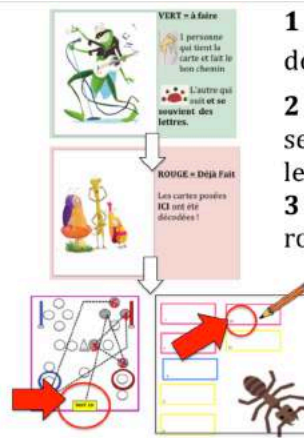 VERT = à faire
1 personne
qui tient la
carte et fait le
bon chemin
L'autre qui
suit et se
souvient des
lettres.
ROUGE = Déjà Fait
Les cartes posées
ICI ont été
décodées !
1
de
2
se
le
3
ro